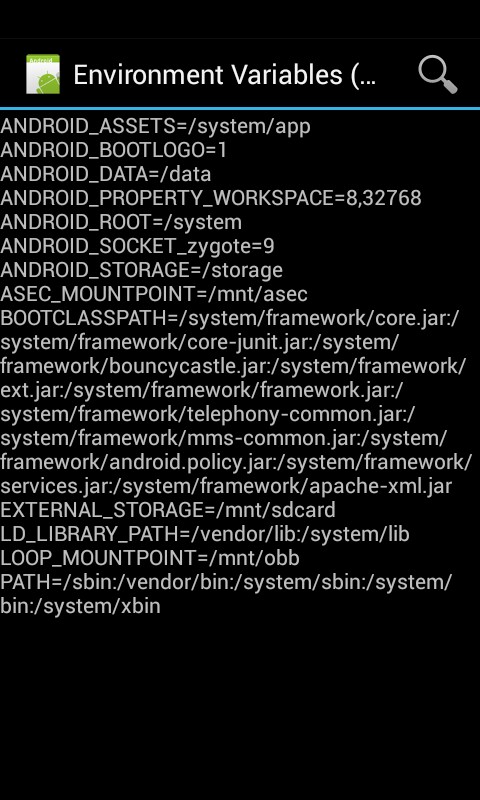 Environment Variables (...
ANDROID_ASSETS=/system/app
ANDROID_BOOTLOGO=1
ANDROID_DATA=/data
ANDROID_PROPERTY_WORKSPACE=8,32768
ANDROID_ROOT=/system
ANDROID_SOCKET_zygote=9
ANDROID_STORAGE=/storage
ASEC_MOUNTPOINT=/mnt/asec
BOOTCLASSPATH=/system/framework/core.jar:/
system/framework/core-junit.jar:/system/
framework/bouncycastle.jar:/system/framework/
ext.jar:/system/framework/framework.jar:/
system/framework/telephony-common.jar:/
system/framework/mms-common.jar:/system/
framework/android.policy.jar:/system/framework/
services.jar:/system/framework/apache-xml.jar
EXTERNAL_STORAGE=/mnt/sdcard
LD_LIBRARY_PATH=/vendor/lib:/system/lib
LOOP_MOUNTPOINT=/mnt/obb
PATH=/sbin:/vendor/bin:/system/sbin:/system/
bin:/system/xbin